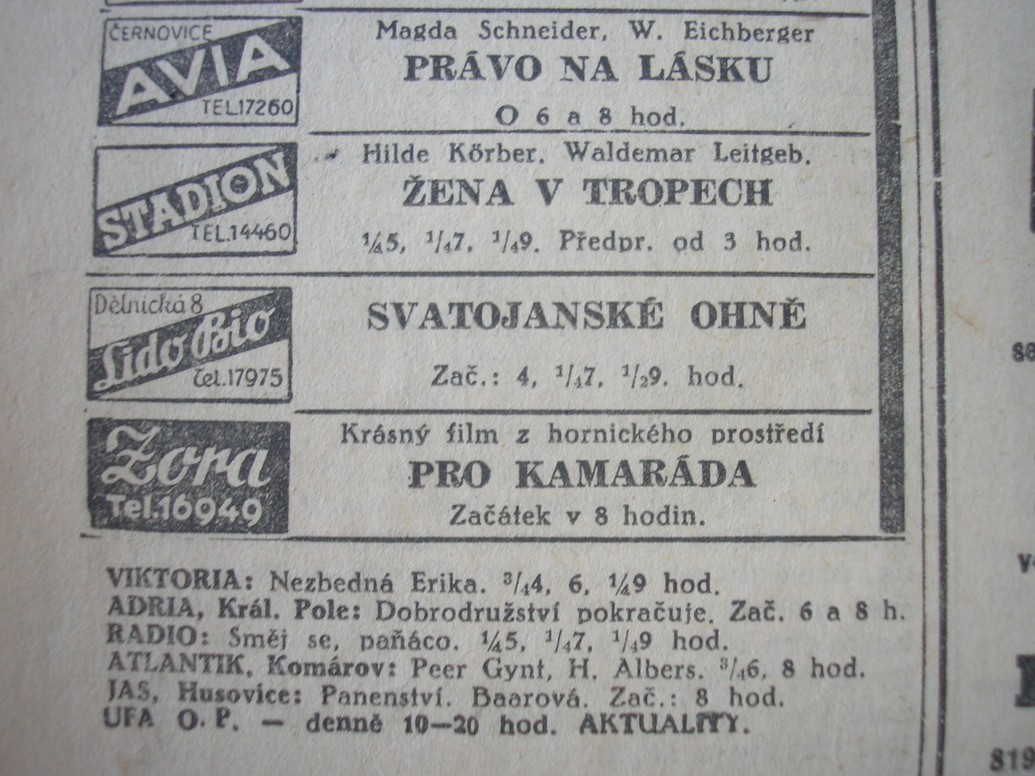 ČERNOVICE
AVIA
TEL.17260
Magda Schneider, W. Eichberger
PRÁVO NA LÁSKU
O 6 a 8 hod.
STADION
TEL.14460
Hilde Körber, Waldemar Leitgeb.
ŽENA V TROPECH
¼5, 1/47, 1/49. Předpr. od 3 hod.
Dělnická 8
Lido Bio
Tel.17975
SVATOJANSKÉ OHNĚ
Zač.: 4, 1/47, 1/29. hod.
Zora
Tel.16949
Krásný film z hornického prostředí
PRO KAMARÁDA
Začátek v 8 hodin.
VIKTORIA: Nezbedná Erika. 3/44, 6, ¼9 hod.
ADRIA, Král. Pole: Dobrodružství pokračuje. Zač. 6 a 8 h.
RADIO: Směj se, paňáco. ¼5, 1/47, 1/49 hod.
ATLANTIK, Komárov: Peer Gynt, H. Albers. 3/46, 8 hod.
JAS, Husovice: Panenství. Baarová. Zač.: 8 hod.
UFA O. P. — denně 10—20 hod. AKTUALITY.
88
v
819